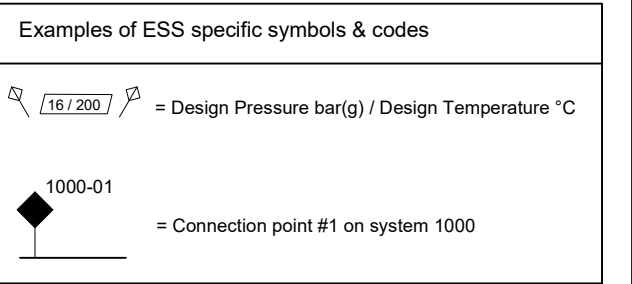 Examples of ESS specific symbols & codes
16 / 200 = Design Pressure bar(g) / Design Temperature °C
1000-01
= Connection point #1 on system 1000